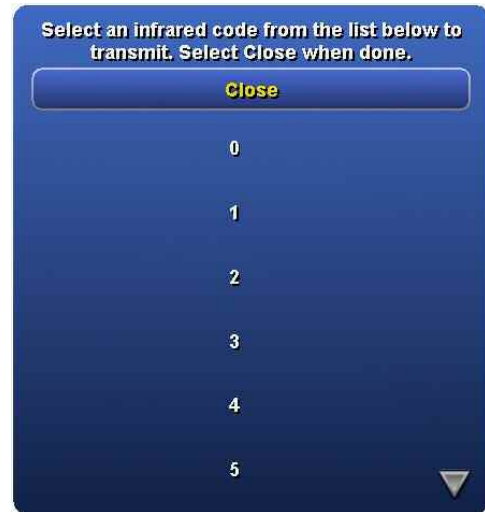 Select an infrared code from the list below to
transmit. Select Close when done.
Close
0
1
2
3
4
5